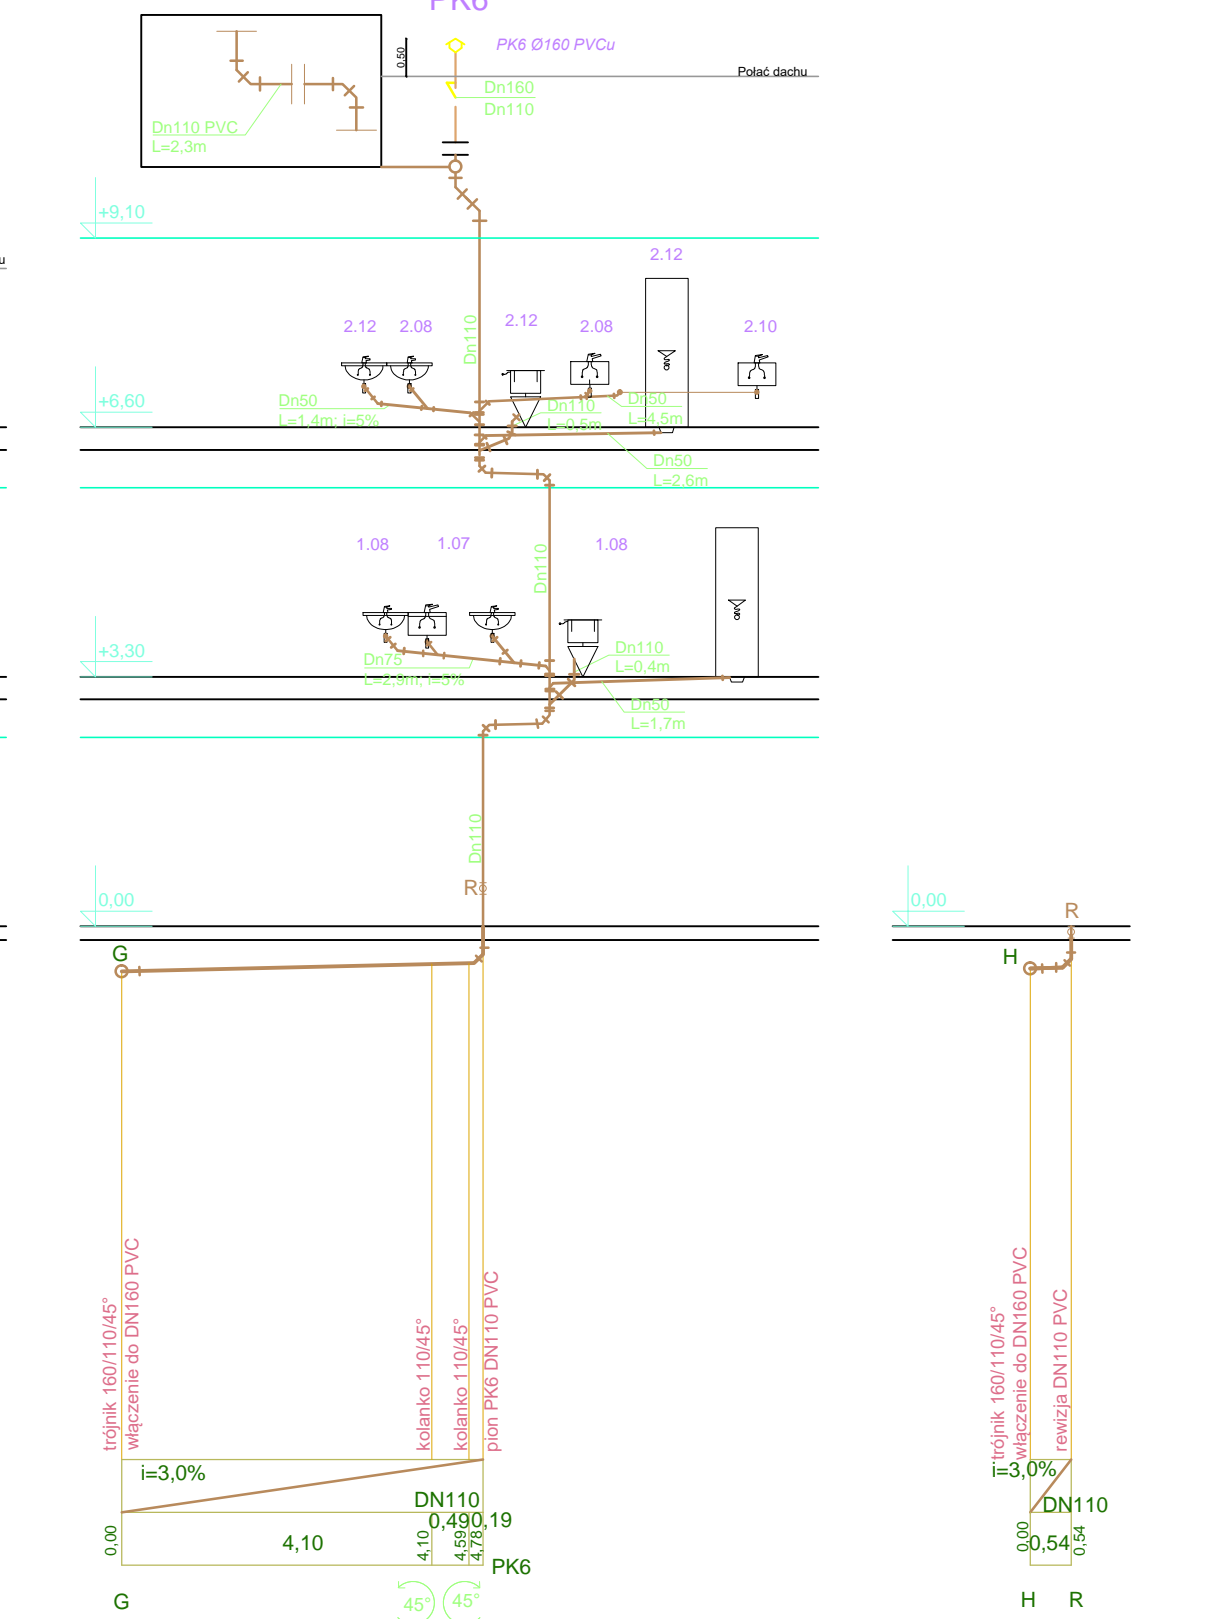 PK6
PK6 Ø160 PVCu
0,50
Połać dachu
Dn160
Dn110
Dn110 PVC
L=2,3m
+9,10
2.12
2.12
2.08
Dn110
2.12
2.08
2.10
+6,60
Dn50
L=1,4m; i=5%
Dn110
L=0,5m
Dn50
L=4.5m
Dn50
L=2.6m
1.08
1.07
Dn110
1.08
+3,30
Dn75
L=2,9m; i=5%
Dn110
L=0,4m
Dn50
L=1,7m
Dn110
R
0,00
G
0,00
R
H
trójnik 160/110/45°
włączenie do DN160 PVC
kolanko 110/45°
kolanko 110/45°
pion PK6 DN110 PVC
trójnik 160/110/45°
włączenie do DN160 PVC
rewizja DN110 PVC
i=3,0%
DN110
0,49
0,19
0,00
4,10
4,10
4,59
4,78
PK6
G
45°
45°
i=3,0%
DN110
0,00
0,54
0,54
H
R